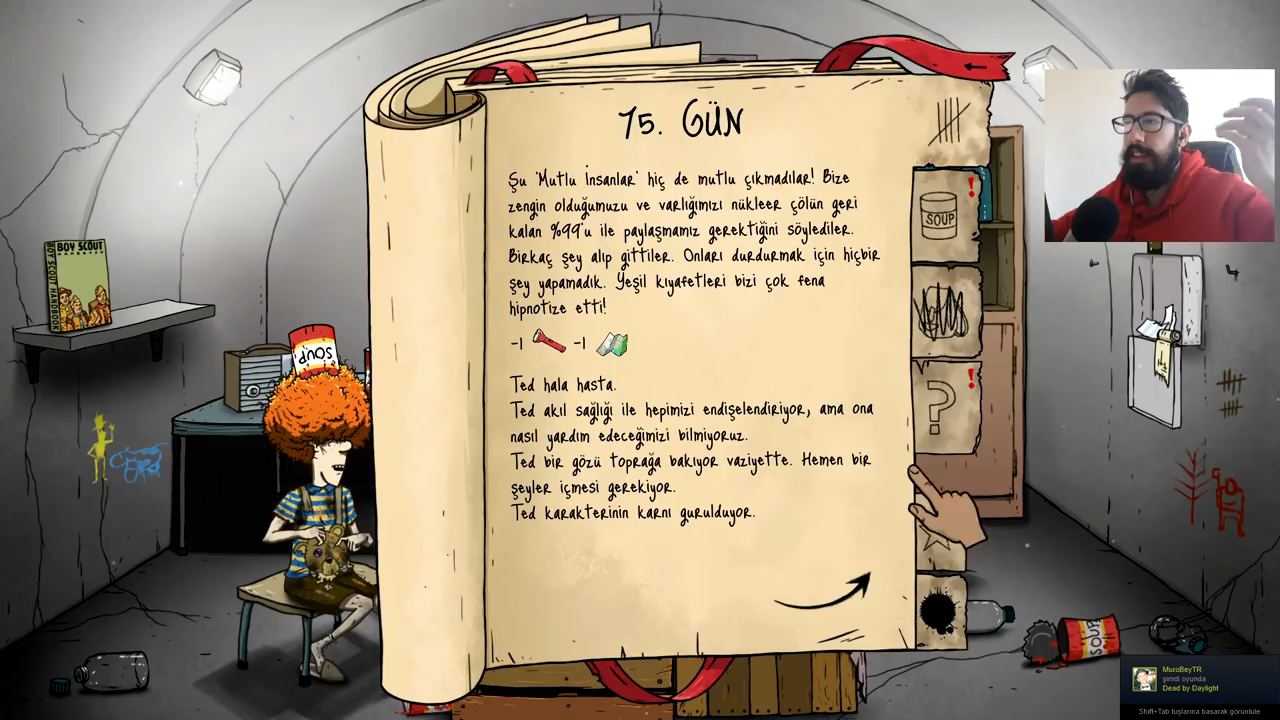 75. GÜN
Şu 'Mutlu İnsanlar' hiç de mutlu çıkmadılar! Bize
zengin olduğumuzu ve varlığımızı nükleer çölün geri
kalan %99'u ile paylaşmamız gerektiğini söylediler.
Birkaç şey alıp gittiler. Onları durdurmak için hiçbir
şey yapamadık. Yeşil kıyafetleri bizi çok fena
hipnotize etti!
-1 -1
Ted hala hasta.
Ted akıl sağlığı ile hepimizi endişelendiriyor, ama ona
nasıl yardım edeceğimizi bilmiyoruz.
Ted bir gözü toprağa bakıyor vaziyette. Hemen bir
şeyler içmesi gerekiyor.
Ted karakterinin karnı gurulduyor.
!
SOUP
!
?
BOY SCOUT
BOY SCOUT HANDBOOK
SOUP
SOUP
MuroBeyTR
şimdi oyunda
Dead by Daylight
Shift+Tab tuşlarına basarak görüntüle